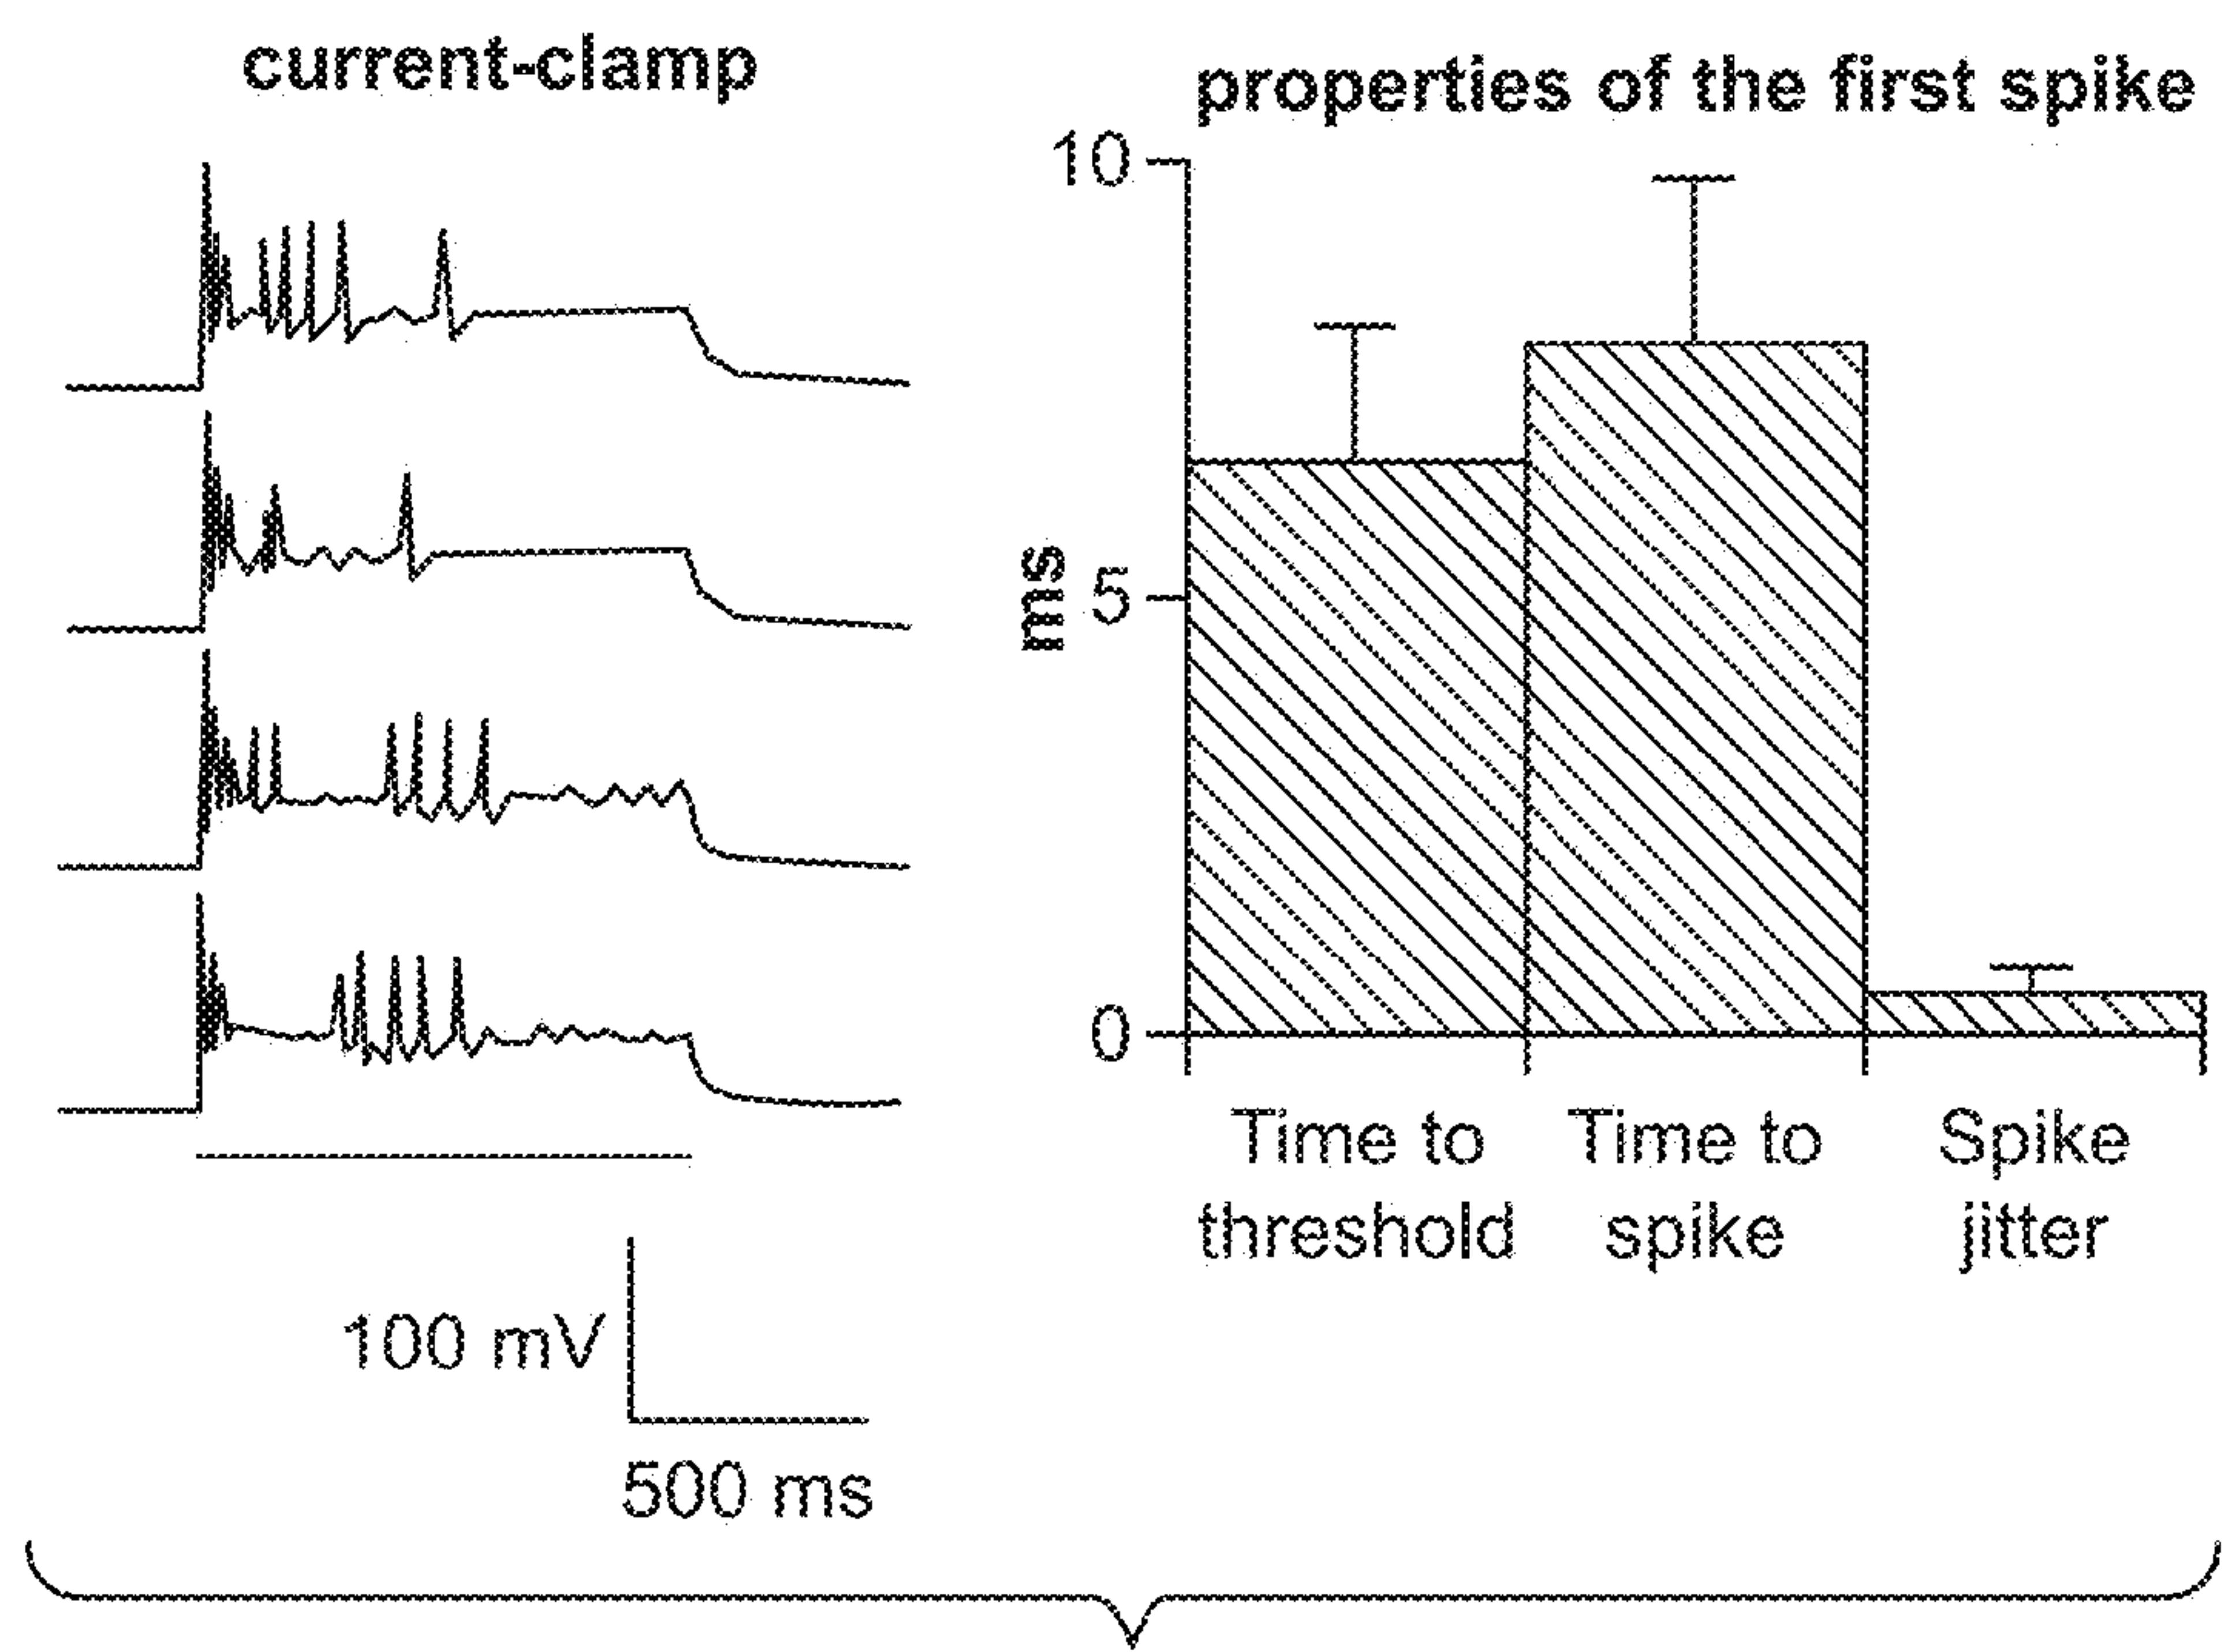 current-clamp
100 mV
500 ms
properties of the first spike
10
5
0
ms
Time to threshold
Time to spike
Spike jitter